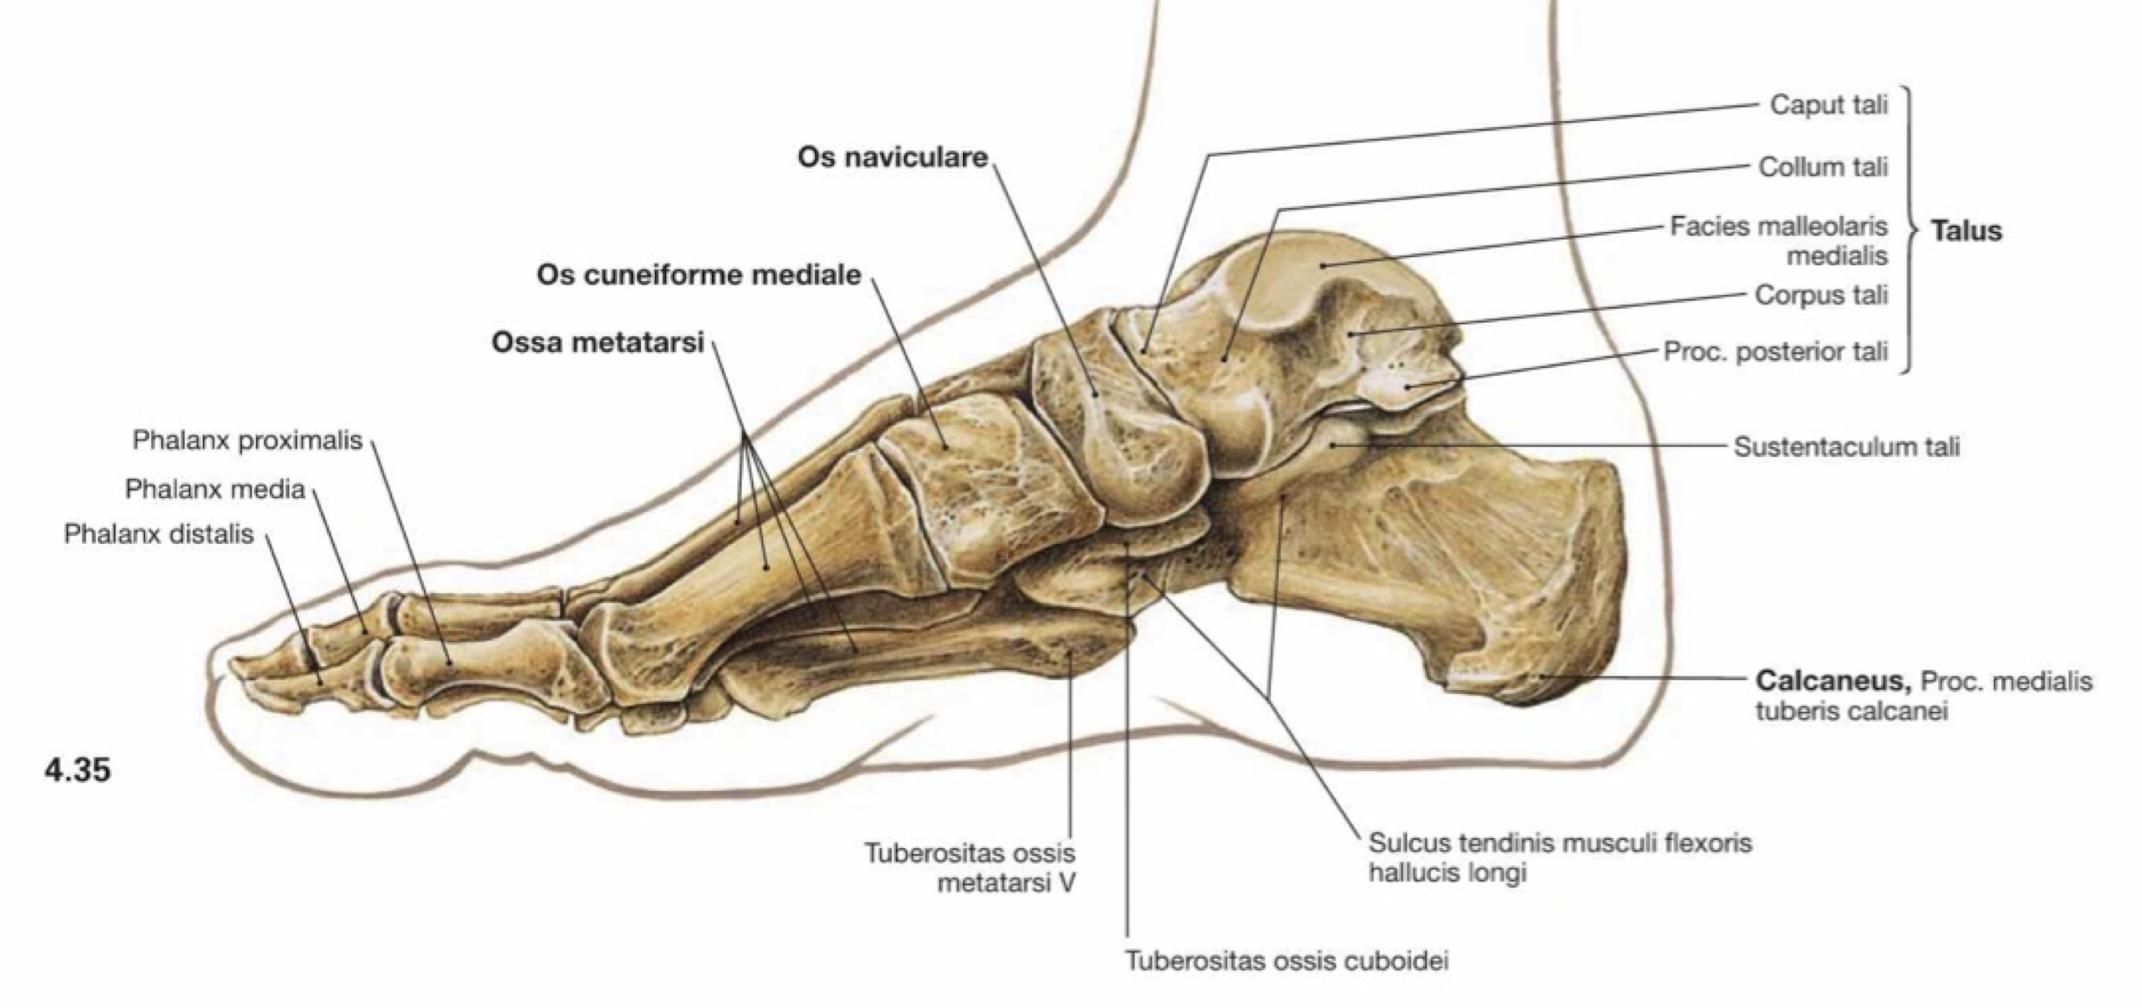 Caput tali
Os naviculare
Collum tali
Facies malleolaris
medialis
Talus
Os cuneiforme mediale
Corpus tali
Ossa metatarsi
Proc. posterior tali
Phalanx proximalis
Sustentaculum tali
Phalanx media
Phalanx distalis
Calcaneus, Proc. medialis
tuberis calcanei
4.35
Tuberositas ossis
metatarsi V
Sulcus tendinis musculi flexoris
hallucis longi
Tuberositas ossis cuboidei